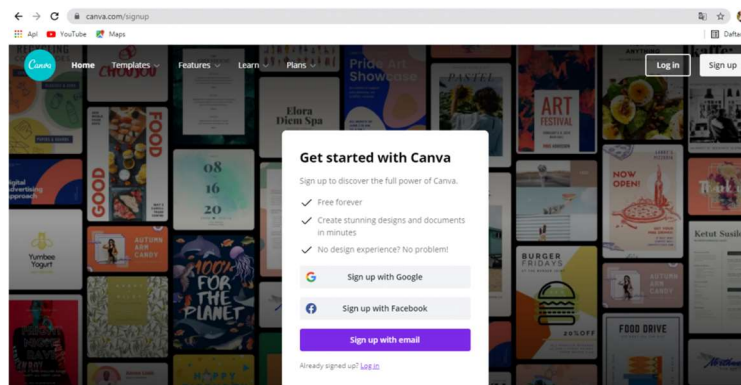 canva.com/signup
Apl YouTube Maps Dafta
Canva Home Templates Features Learn Plans Log in Sign up
Pride Art
Showcase
PASTEL
Elora
Diem Spa
ART
FESTIVAL
GOOD
FOOD
08
16
20
NOW
OPEN!
Yumbee
Yogurt
AUTUMN
ARM
CANDY
100%
FOR
THE
PLANET
BURGER
FRIDAYS
20%OFF
FOOD DRIVE
Ketut Susilo
Get started with Canva
Sign up to discover the full power of Canva.
Free forever
Create stunning designs and documents
in minutes
No design experience? No problem!
Sign up with Google
Sign up with Facebook
Sign up with email
Already signed up? Log in